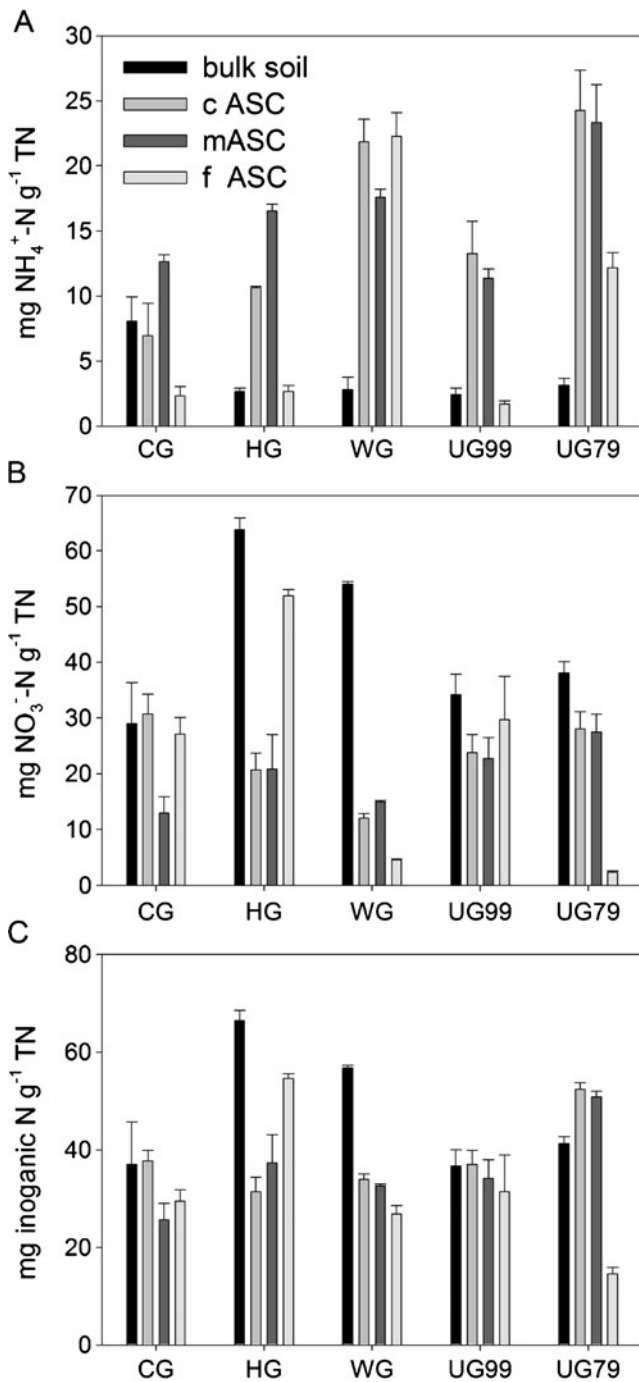 A
mg NH₄⁺-N g⁻¹ TN
30
25
20
15
10
5
0
bulk soil
c ASC
mASC
f ASC
CG HG WG UG99 UG79
B
mg NO₃⁻-N g⁻¹ TN
70
60
50
40
30
20
10
0
CG HG WG UG99 UG79
C
mg inoganic N g⁻¹ TN
80
60
40
20
0
CG HG WG UG99 UG79